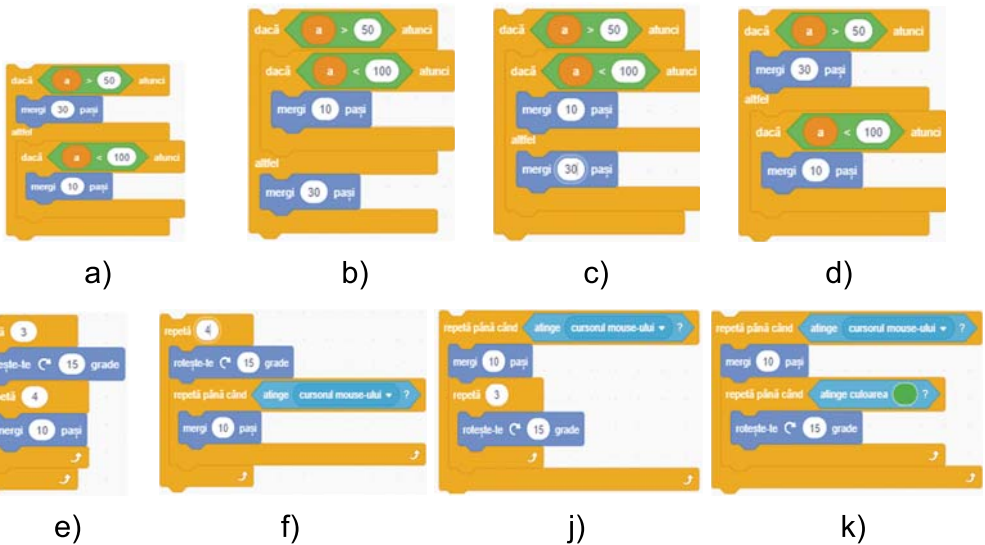 dacă a > 50 atunci
mergi 30 pași
altfel
dacă a < 100 atunci
mergi 10 pași
a)
dacă a > 50 atunci
dacă a < 100 atunci
mergi 10 pași
altfel
mergi 30 pași
b)
dacă a > 50 atunci
dacă a < 100 atunci
mergi 10 pași
altfel
mergi 30 pași
c)
dacă a > 50 atunci
mergi 30 pași
altfel
dacă a < 100 atunci
mergi 10 pași
d)
ă 3
ește-te 15 grade
etă 4
mergi 10 pași
e)
repetă 4
rotește-te 15 grade
repetă până când atinge cursorul mouse-ului ?
mergi 10 pași
f)
repetă până când atinge cursorul mouse-ului ?
mergi 10 pași
repetă 3
rotește-te 15 grade
j)
repetă până când atinge cursorul mouse-ului ?
mergi 10 pași
repetă până când atinge culoarea ?
rotește-te 15 grade
k)